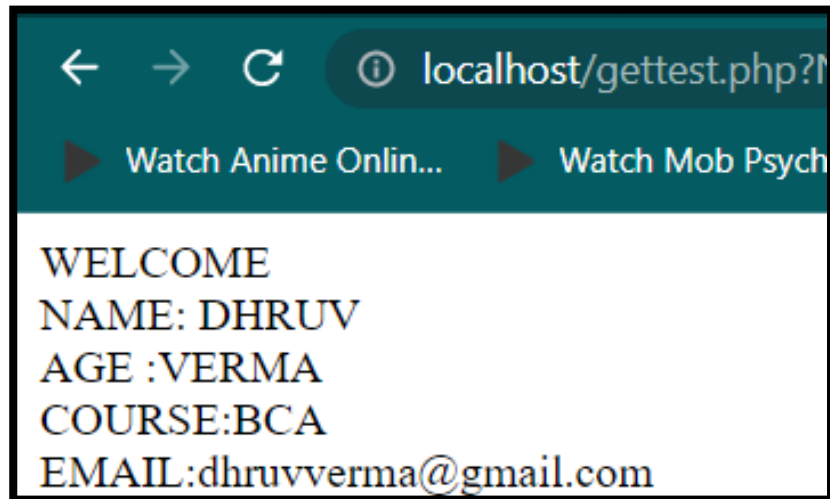 localhost/gettest.php?N
Watch Anime Onlin... Watch Mob Psych
WELCOME
NAME: DHRUV
AGE :VERMA
COURSE:BCA
EMAIL:dhruvverma@gmail.com